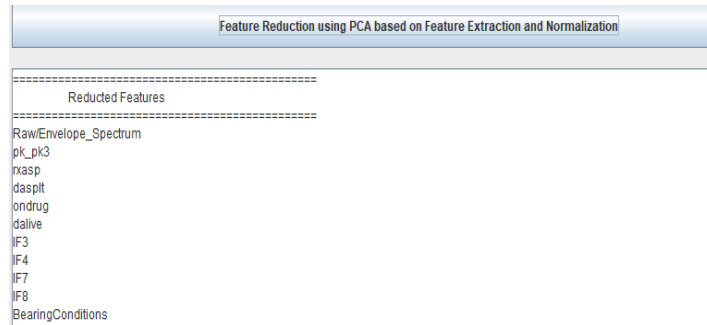 Feature Reduction using PCA based on Feature Extraction and Normalization
===============================================
Reducted Features
===============================================
Raw/Envelope_Spectrum
pk_pk3
rxasp
dasplt
ondrug
dalive
IF3
IF4
IF7
IF8
BearingConditions